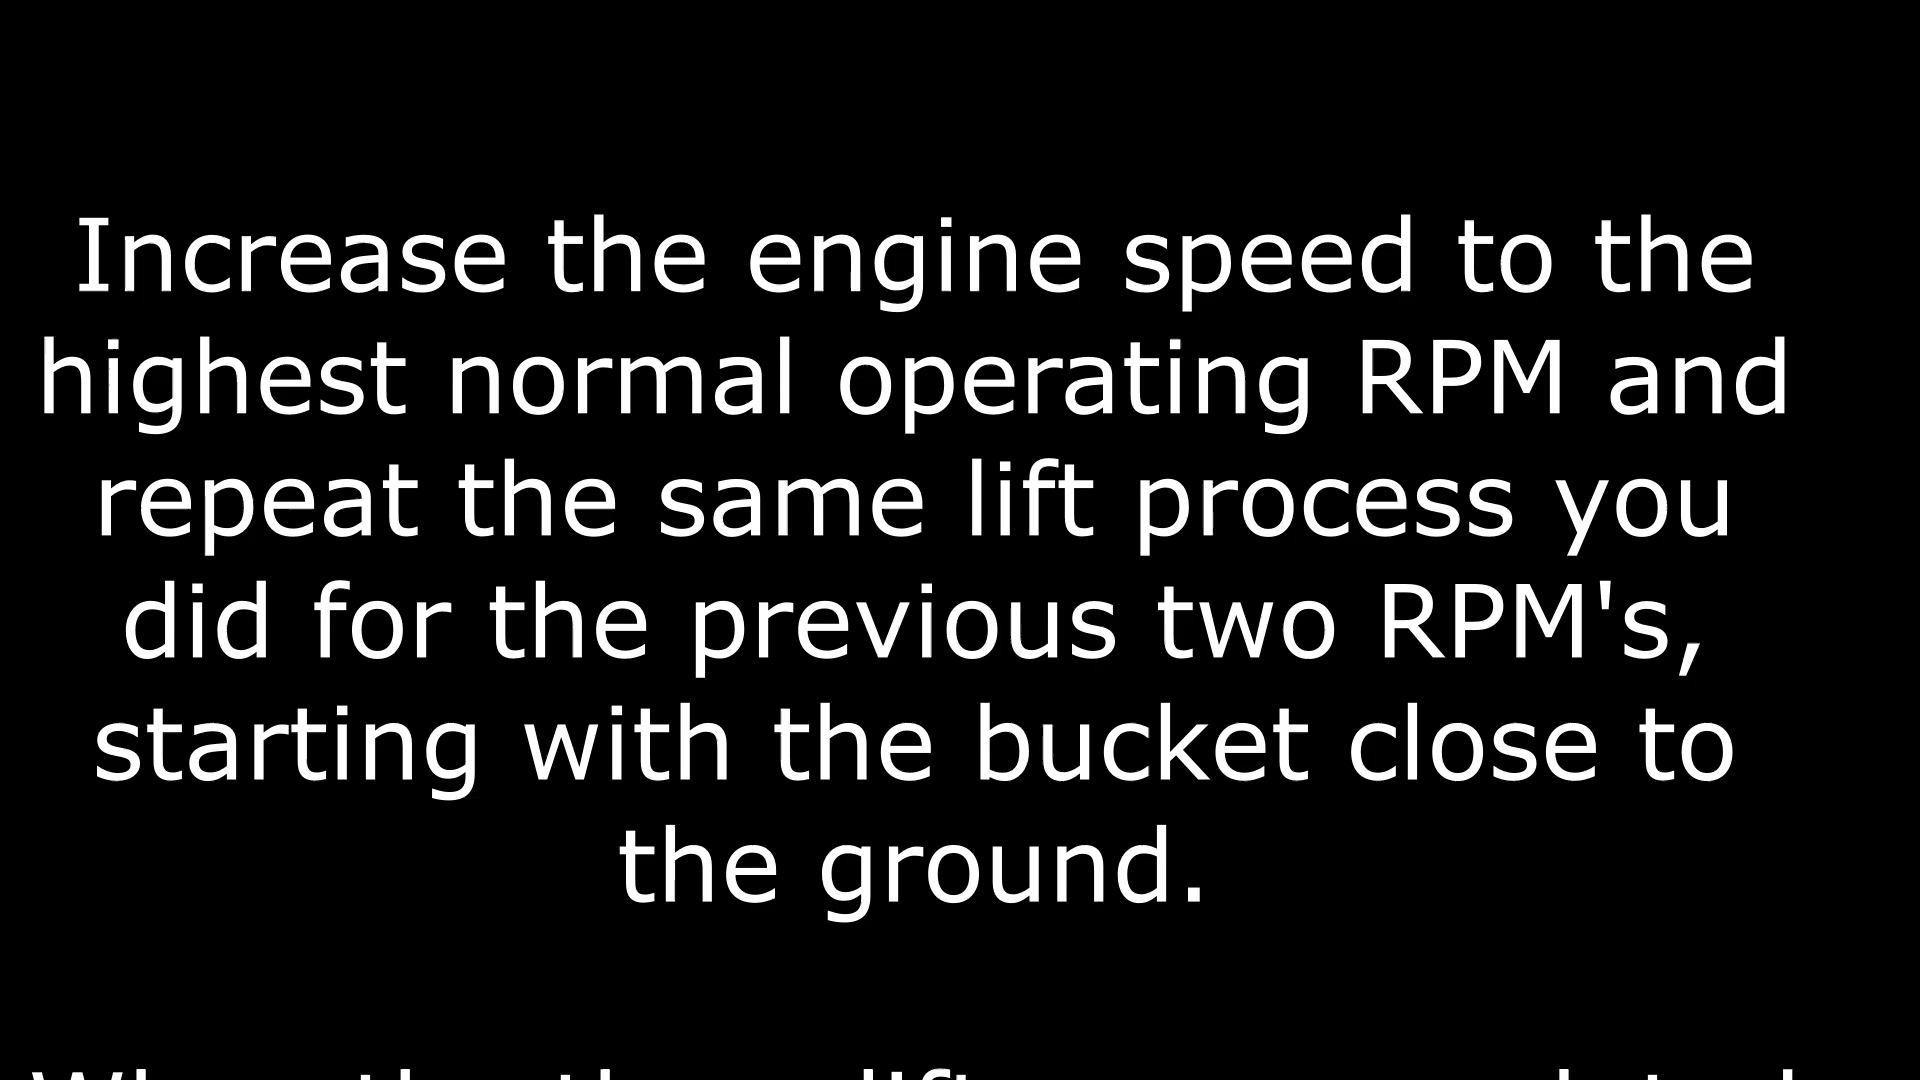 Increase the engine speed to the
highest normal operating RPM and
repeat the same lift process you
did for the previous two RPM's,
starting with the bucket close to
the ground.